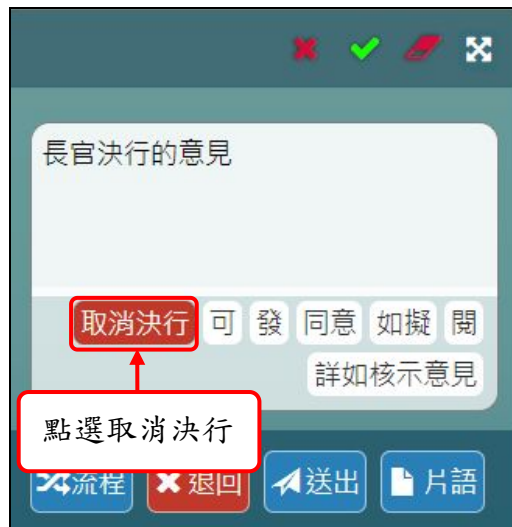 長官決行的意見
取消決行 可 發 同意 如擬 閱
詳如核示意見
點選取消決行
流程 退回 送出 片語